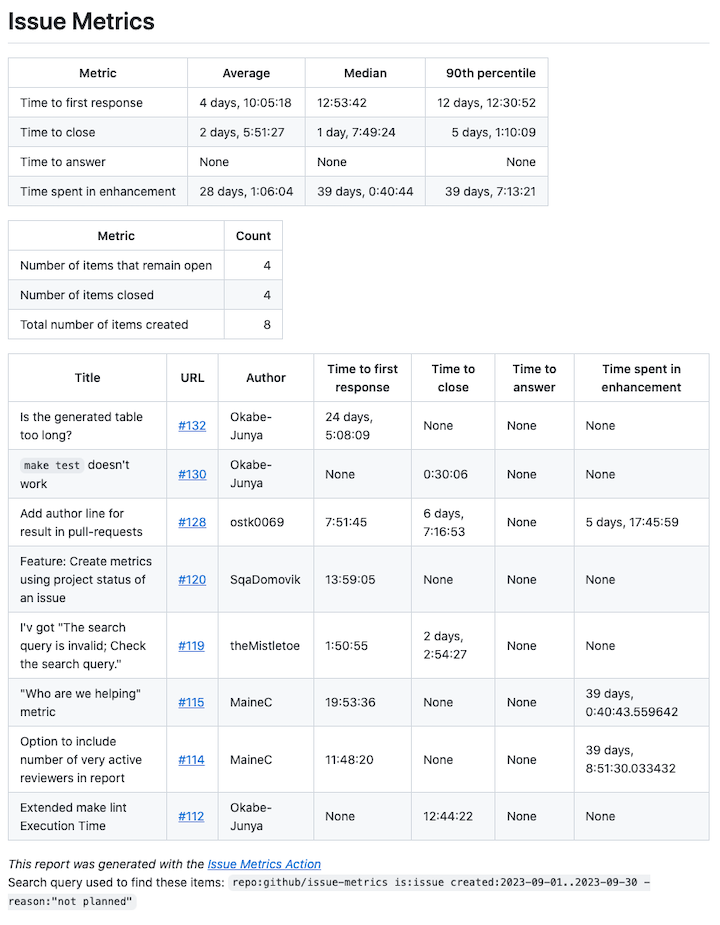 Issue Metrics
Metric Average Median 90th percentile
Time to first response 4 days, 10:05:18 12:53:42 12 days, 12:30:52
Time to close 2 days, 5:51:27 1 day, 7:49:24 5 days, 1:10:09
Time to answer None None None
Time spent in enhancement 28 days, 1:06:04 39 days, 0:40:44 39 days, 7:13:21
Metric Count
Number of items that remain open 4
Number of items closed 4
Total number of items created 8
Title URL Author Time to first response Time to close Time to answer Time spent in enhancement
Is the generated table too long? #132 Okabe-Junya 24 days, 5:08:09 None None None
make test doesn't work #130 Okabe-Junya None 0:30:06 None None
Add author line for result in pull-requests #128 ostk0069 7:51:45 6 days, 7:16:53 None 5 days, 17:45:59
Feature: Create metrics using project status of an issue #120 SqaDomovik 13:59:05 None None None
I'v got "The search query is invalid; Check the search query." #119 theMistletoe 1:50:55 2 days, 2:54:27 None None
"Who are we helping" metric #115 MaineC 19:53:36 None None 39 days, 0:40:43.559642
Option to include number of very active reviewers in report #114 MaineC 11:48:20 None None 39 days, 8:51:30.033432
Extended make lint Execution Time #112 Okabe-Junya None 12:44:22 None None
This report was generated with the Issue Metrics Action
Search query used to find these items: repo:github/issue-metrics is:issue created:2023-09-01..2023-09-30 -
reason:"not planned"